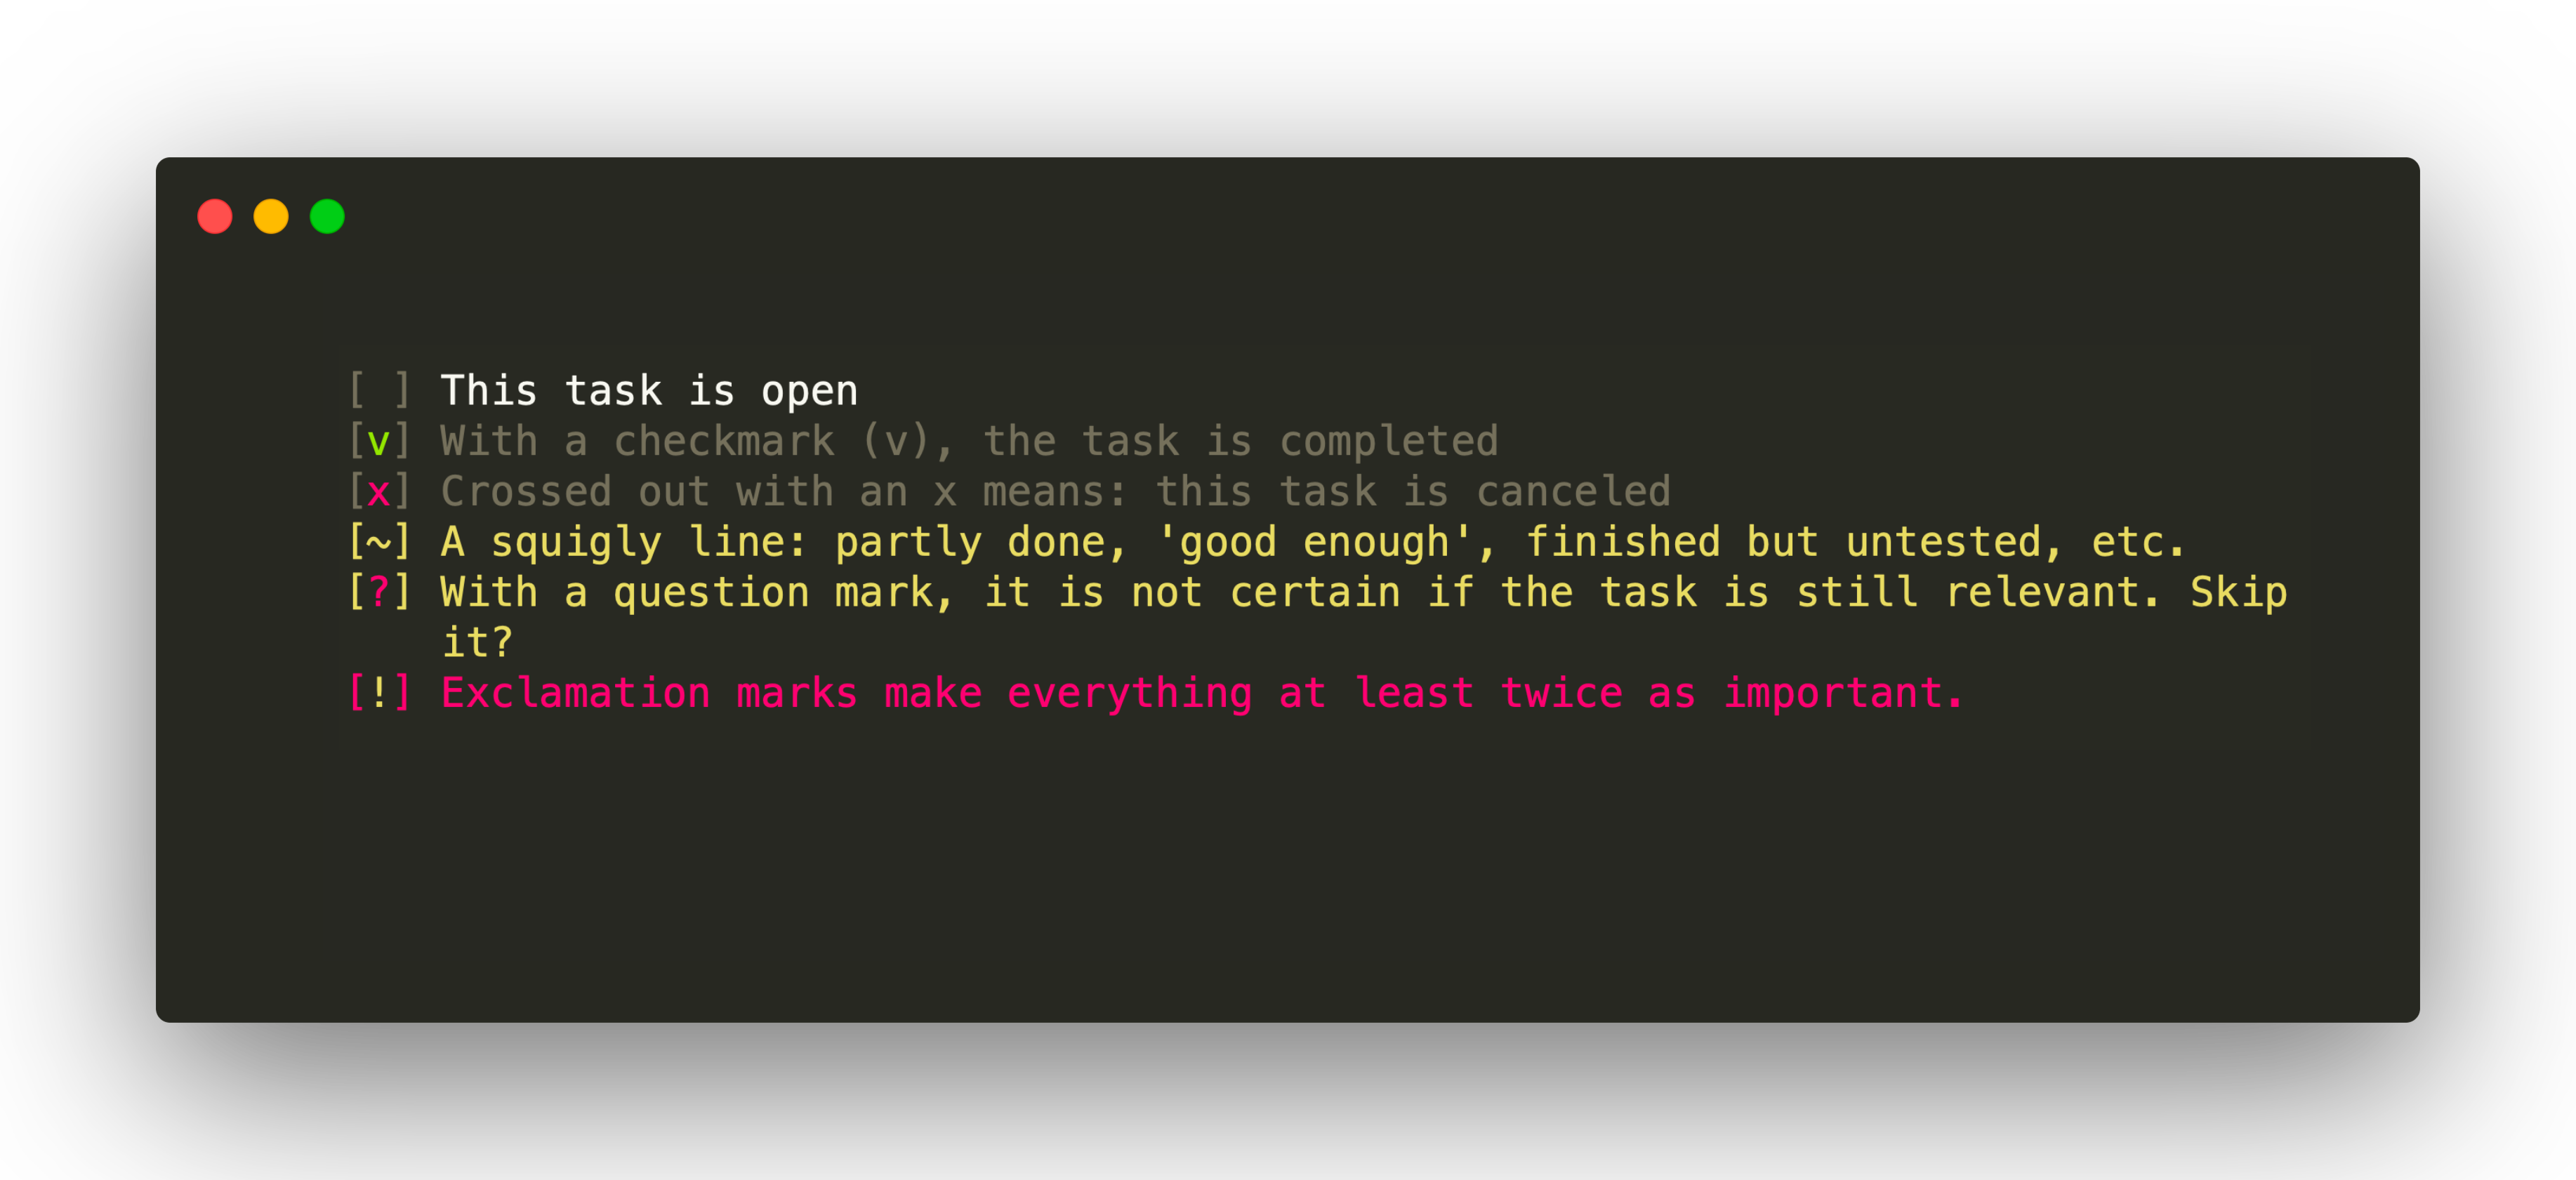 [ ] This task is open
[v] With a checkmark (v), the task is completed
[x] Crossed out with an x means: this task is canceled
[~] A squigly line: partly done, 'good enough', finished but untested, etc.
[?] With a question mark, it is not certain if the task is still relevant. Skip
it?
[!] Exclamation marks make everything at least twice as important.